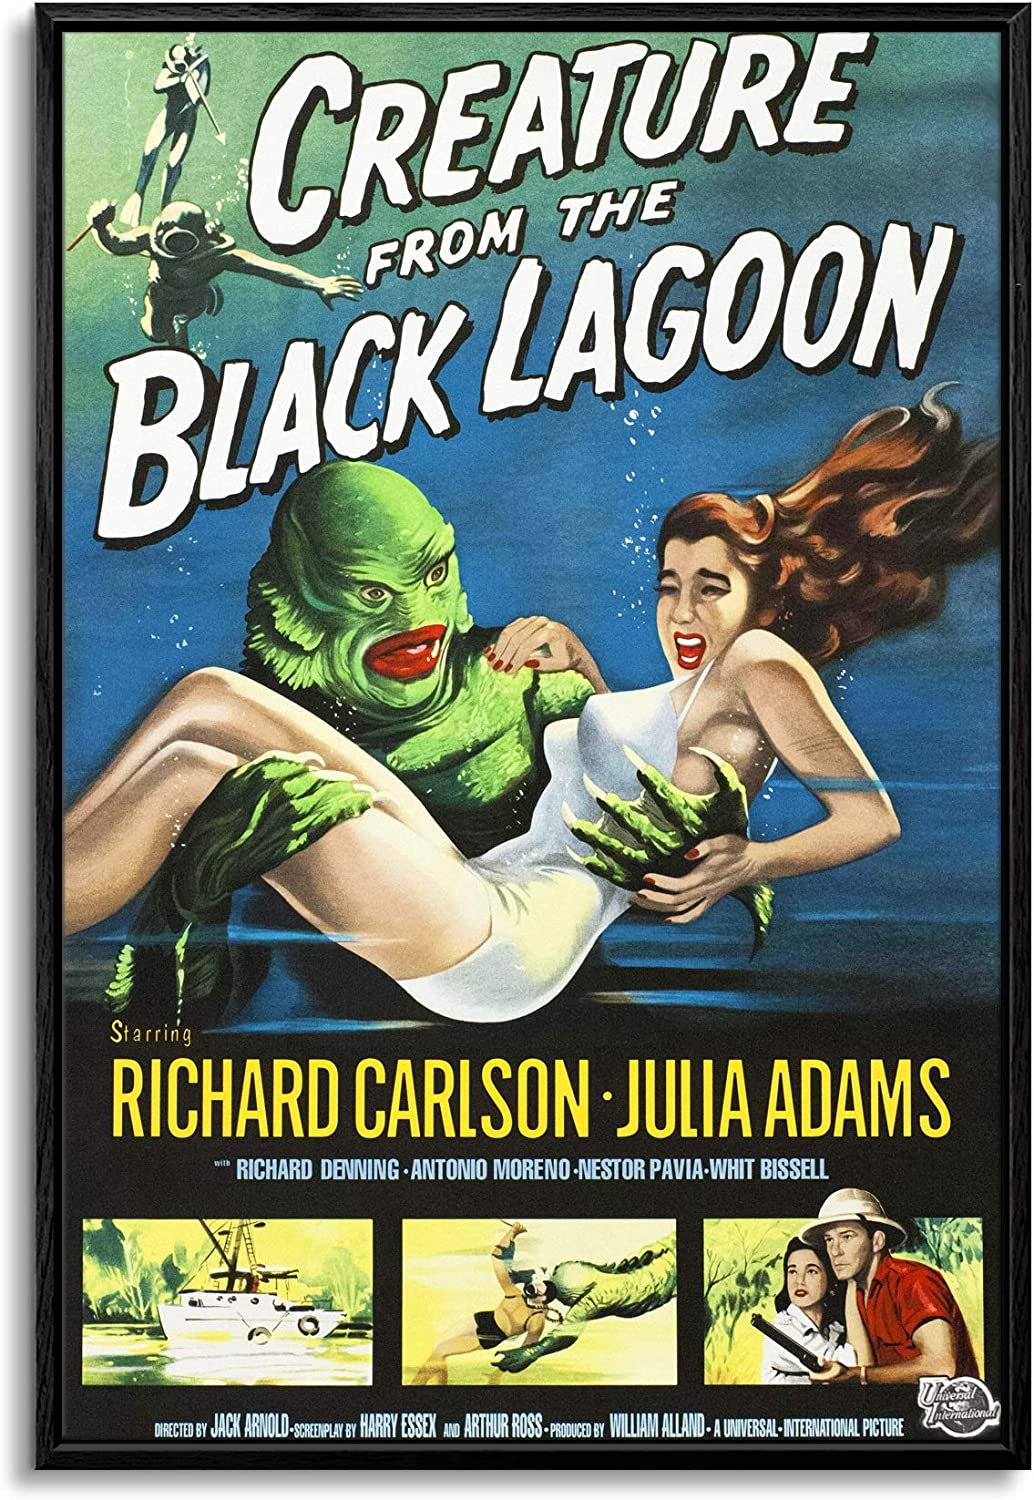 CREATURE
FROM THE
BLACK LAGOON
Starring
RICHARD CARLSON · JULIA ADAMS
with RICHARD DENNING · ANTONIO MORENO · NESTOR PAVIA · WHIT BISSELL
DIRECTED BY JACK ARNOLD · SCREENPLAY BY HARRY ESSEX AND ARTHUR ROSS · PRODUCED BY WILLIAM ALLAND · A UNIVERSAL-INTERNATIONAL PICTURE
Universal
International